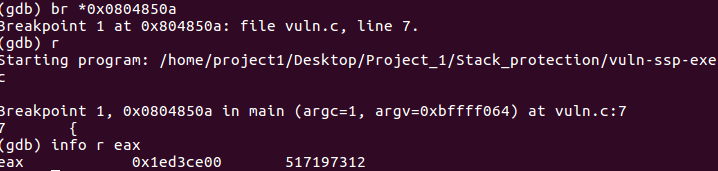 (gdb) br *0x0804850a
Breakpoint 1 at 0x804850a: file vuln.c, line 7.
(gdb) r
Starting program: /home/project1/Desktop/Project_1/Stack_protection/vuln-ssp-exe
c
Breakpoint 1, 0x0804850a in main (argc=1, argv=0xbffff064) at vuln.c:7
7       {
(gdb) info r eax
eax            0x1ed3ce00       517197312